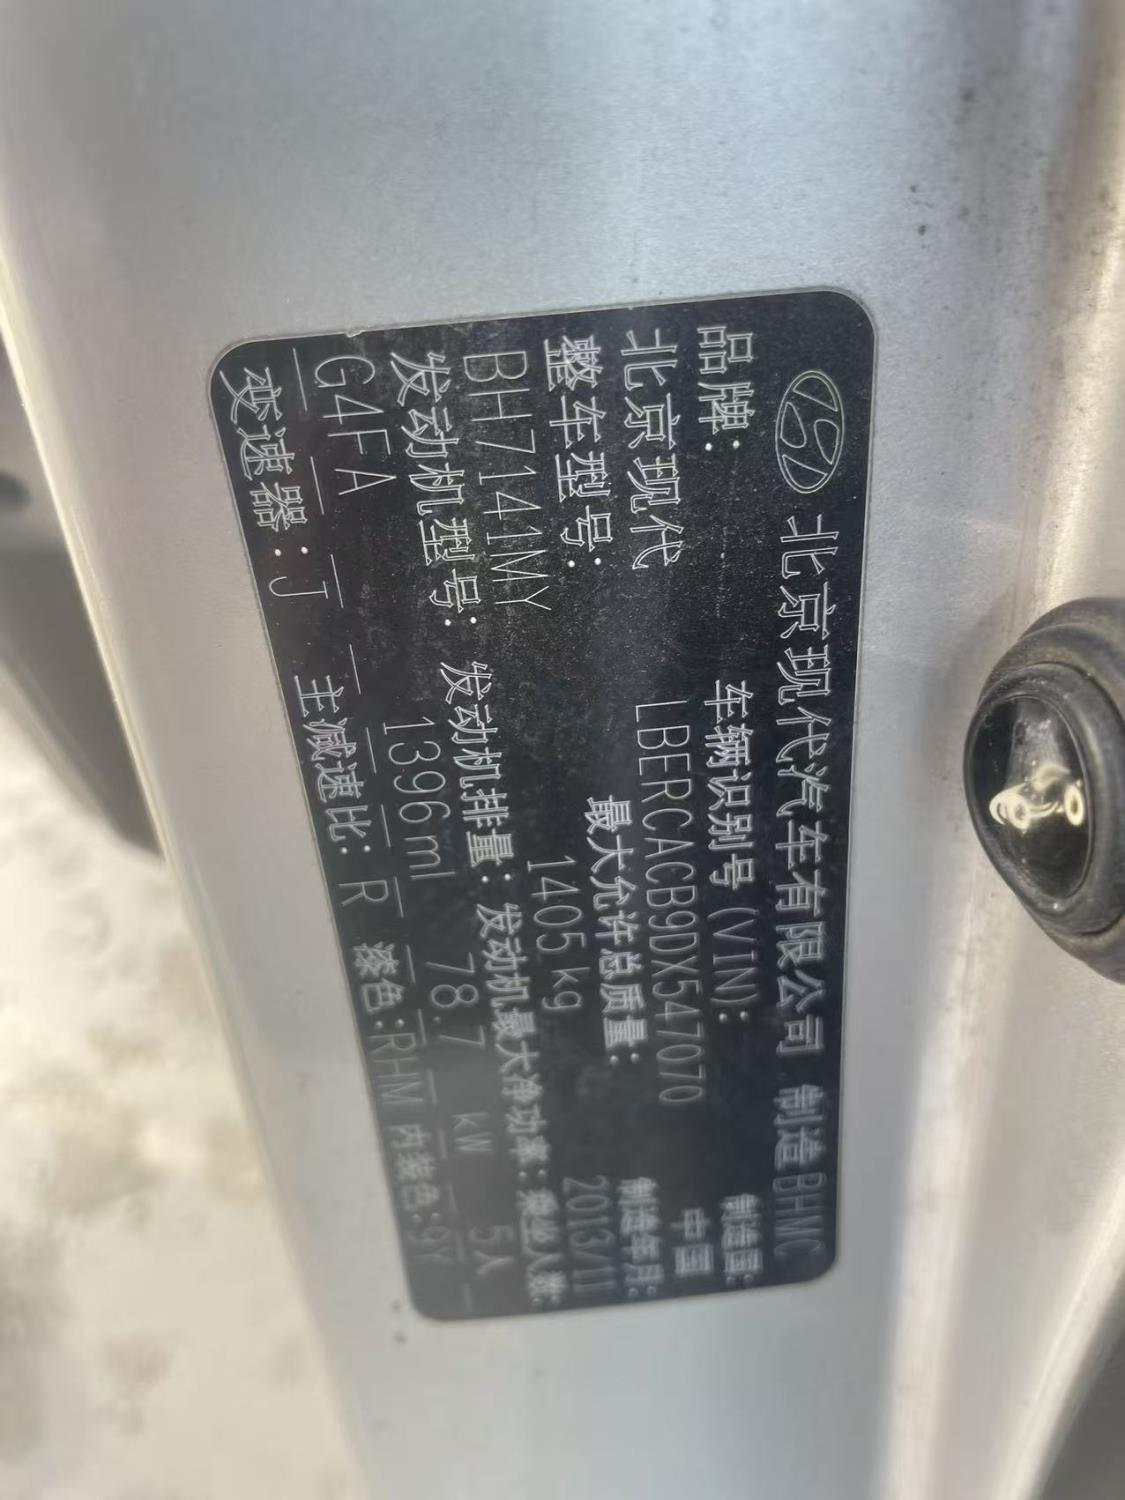 北京现代汽车有限公司 制造 BHMC
品牌: 车辆识别号(VIN): 制造国:
北京现代 LBERCACB9DX547070 中国
整车型号: 最大允许总质量: 制造年月:
BH7141MY 1405kg 2013/11
发动机型号: 发动机排量: 发动机最大净功率: 乘坐人数:
G4FA 1396ml 78.7 kW 5人
变速器:J 主减速比: R 漆色:RHM 内装色:9Y